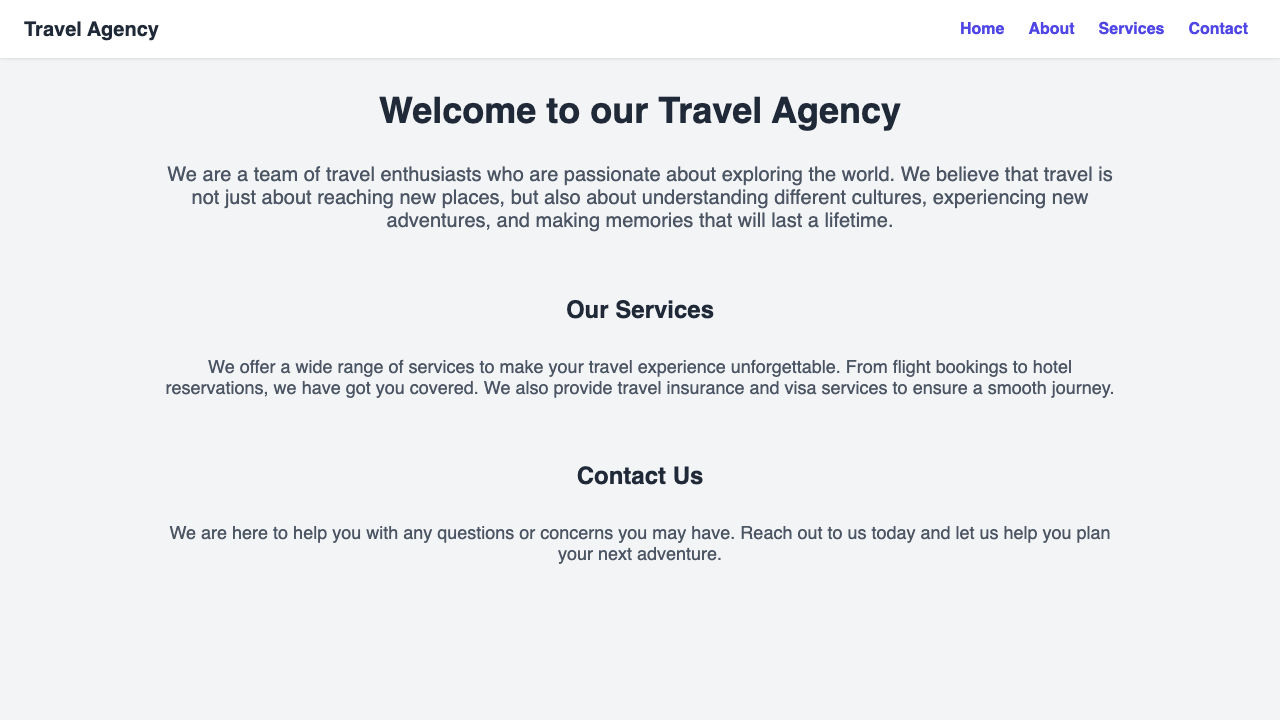 Travel Agency
Home About Services Contact
Welcome to our Travel Agency
We are a team of travel enthusiasts who are passionate about exploring the world. We believe that travel is
not just about reaching new places, but also about understanding different cultures, experiencing new
adventures, and making memories that will last a lifetime.
Our Services
We offer a wide range of services to make your travel experience unforgettable. From flight bookings to hotel
reservations, we have got you covered. We also provide travel insurance and visa services to ensure a smooth journey.
Contact Us
We are here to help you with any questions or concerns you may have. Reach out to us today and let us help you plan
your next adventure.